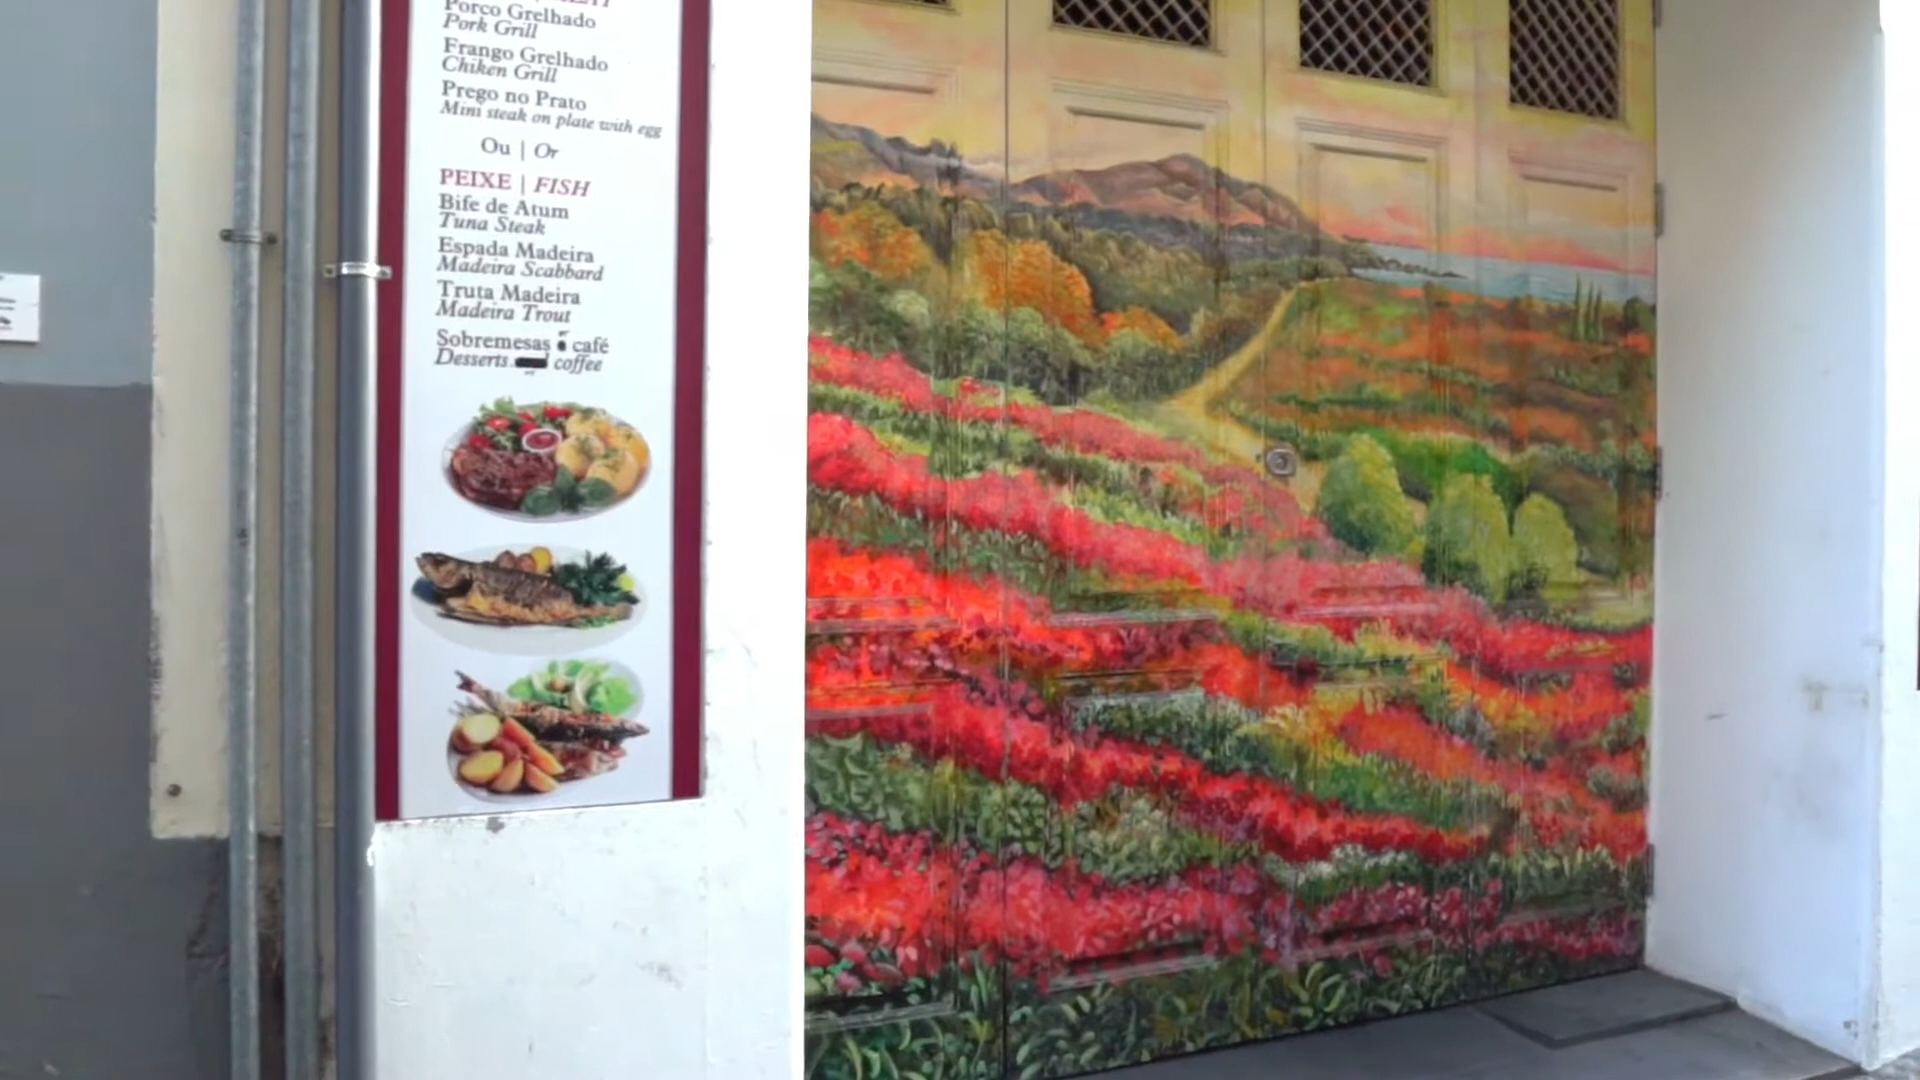 Porco Grelhado
Pork Grill
Frango Grelhado
Chiken Grill
Prego no Prato
Mini steak on plate with egg
Ou | Or
PEIXE | FISH
Bife de Atum
Tuna Steak
Espada Madeira
Madeira Scabbard
Truta Madeira
Madeira Trout
Sobremesas café
Desserts coffee